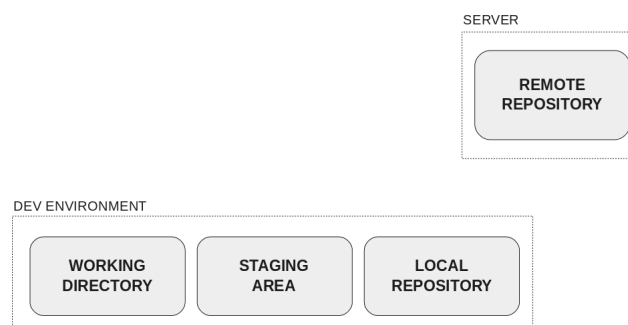 SERVER
REMOTE
REPOSITORY
DEV ENVIRONMENT
WORKING
DIRECTORY
STAGING
AREA
LOCAL
REPOSITORY